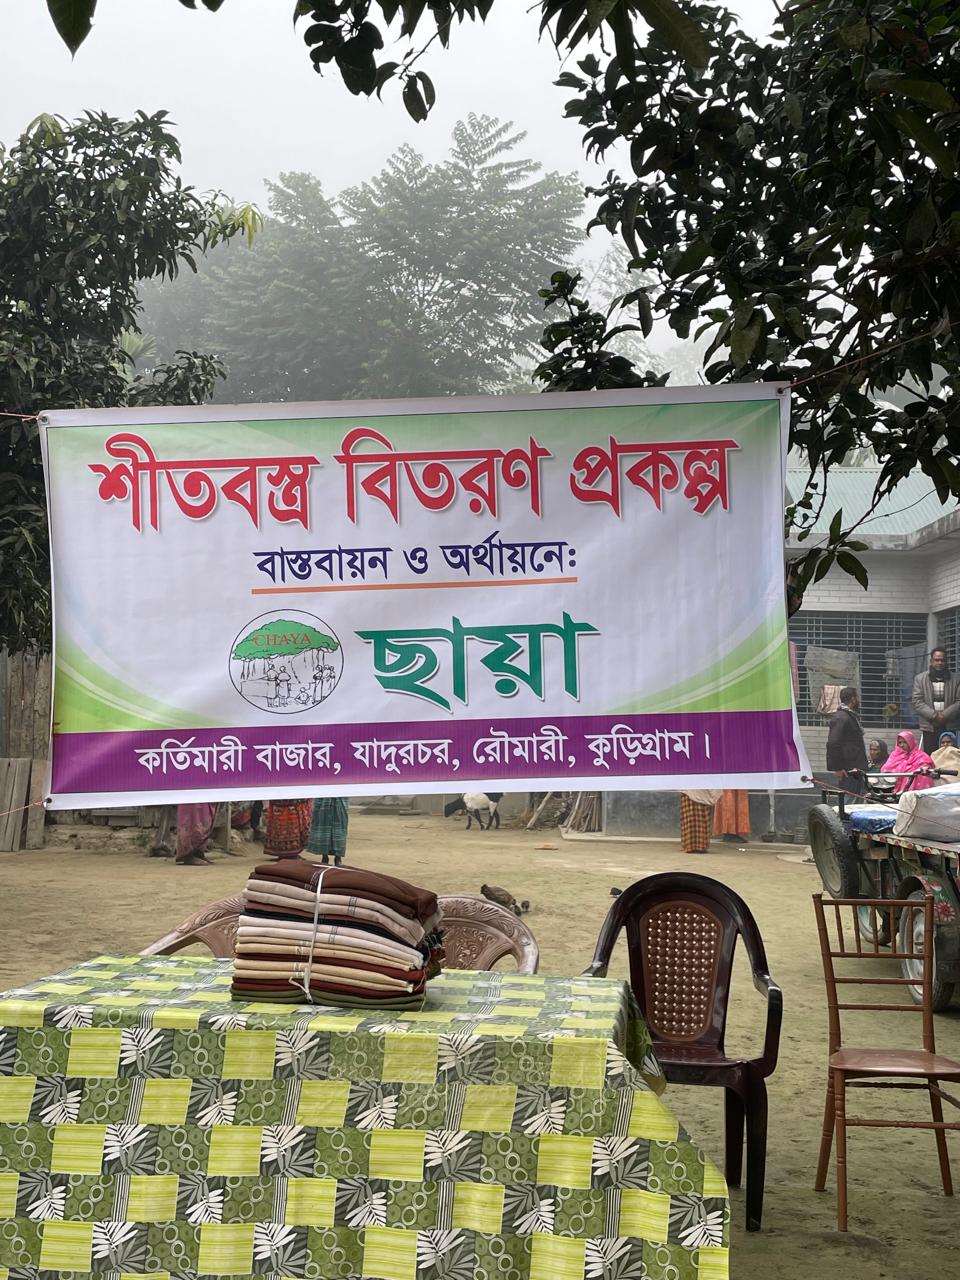 শীতবস্ত্র বিতরণ প্রকল্প
বাস্তবায়ন ও অর্থায়নে:
CHAYA
ছায়া
কর্তিমারী বাজার, যাদুরচর, রৌমারী, কুড়িগ্রাম।